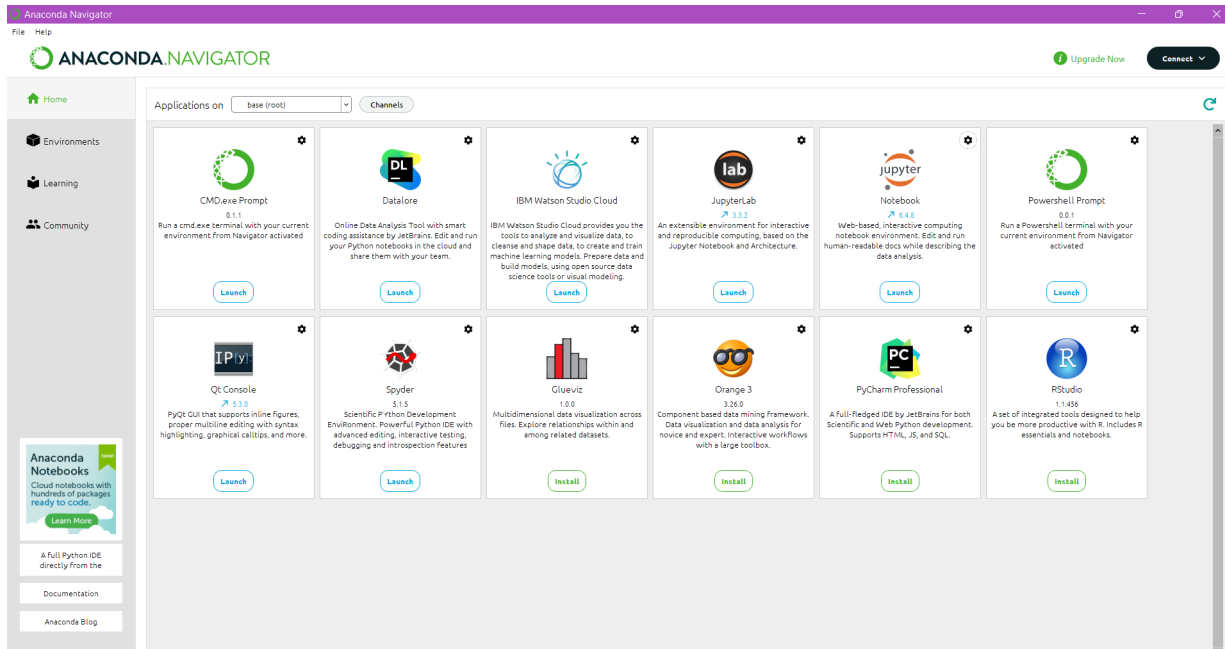 Anaconda Navigator
File Help
ANACONDA.NAVIGATOR
i Upgrade Now
Connect
Home
Environments
Learning
Community
Applications on base (root) Channels
CMD.exe Prompt
0.1.1
Run a cmd.exe terminal with your current
environment from Navigator activated
Launch
DL
Datalore
Online Data Analysis Tool with smart
coding assistance by JetBrains. Edit and run
your Python notebooks in the cloud and
share them with your team.
Launch
IBM Watson Studio Cloud
IBM Watson Studio Cloud provides you the
tools to analyze and visualize data, to
cleanse and shape data, to create and train
machine learning models. Prepare data and
build models, using open source data
science tools or visual modeling.
Launch
lab
JupyterLab
3.3.2
An extensible environment for interactive
and reproducible computing, based on the
Jupyter Notebook and Architecture.
Launch
jupyter
Notebook
6.4.8
Web-based, interactive computing
notebook environment. Edit and run
human-readable docs while describing the
data analysis.
Launch
Powershell Prompt
0.0.1
Run a Powershell terminal with your
current environment from Navigator
activated
Launch
IP[y]:
Qt Console
5.3.0
PyQt GUI that supports inline figures,
proper multiline editing with syntax
highlighting, graphical calltips, and more.
Launch
Spyder
5.1.5
Scientific PYthon Development
EnviRonment. Powerful Python IDE with
advanced editing, interactive testing,
debugging and introspection features
Launch
Glueviz
1.0.0
Multidimensional data visualization across
files. Explore relationships within and
among related datasets.
Install
Orange 3
3.26.0
Component based data mining framework.
Data visualization and data analysis for
novice and expert. Interactive workflows
with a large toolbox.
Install
PC
PyCharm Professional
A full-fledged IDE by JetBrains for both
Scientific and Web Python development.
Supports HTML, JS, and SQL.
Install
R
RStudio
1.1.456
A set of integrated tools designed to help
you be more productive with R. Includes R
essentials and notebooks.
Install
New!
Anaconda
Notebooks
Cloud notebooks with
hundreds of packages
ready to code.
Learn More
A Full Python IDE
directly from the
Documentation
Anaconda Blog